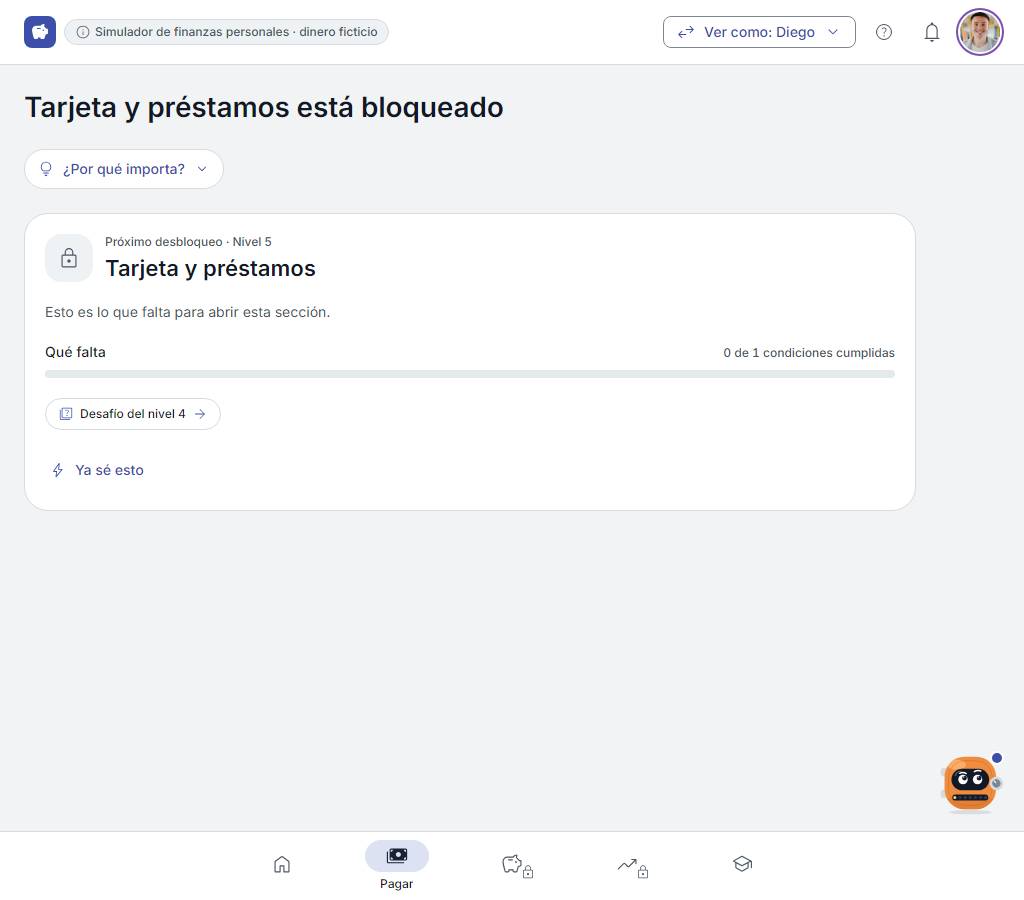 Simulador de finanzas personales · dinero ficticio
Ver como: Diego
Tarjeta y préstamos está bloqueado
¿Por qué importa?
Próximo desbloqueo · Nivel 5
Tarjeta y préstamos
Esto es lo que falta para abrir esta sección.
Qué falta
0 de 1 condiciones cumplidas
Desafío del nivel 4
Ya sé esto
Pagar